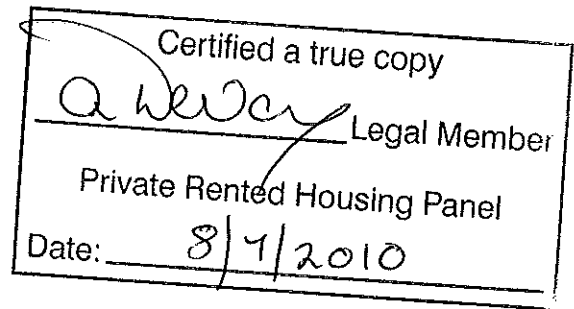 Certified a true copy
Legal Member
Private Rented Housing Panel
Date: 8/7/2010